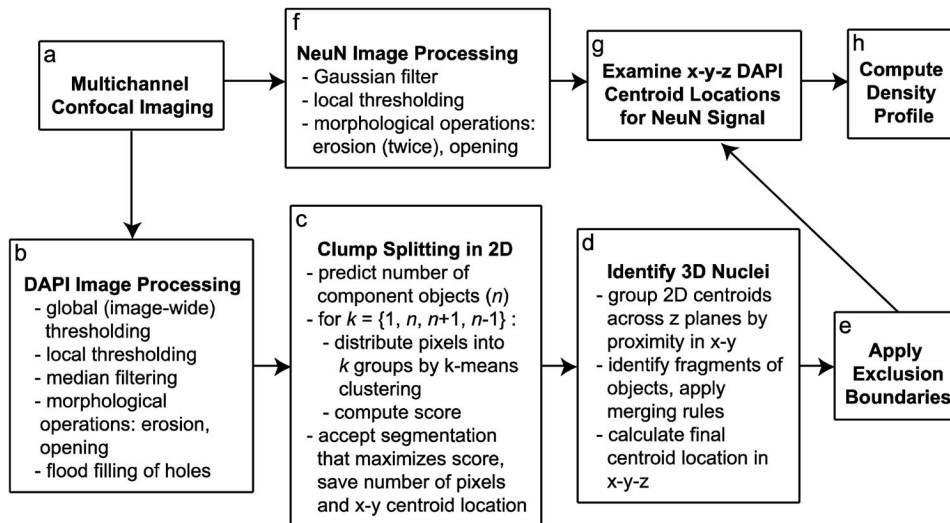 a
Multichannel
Confocal Imaging
f
NeuN Image Processing
- Gaussian filter
- local thresholding
- morphological operations:
erosion (twice), opening
g
Examine x-y-z DAPI
Centroid Locations
for NeuN Signal
h
Compute
Density
Profile
b
DAPI Image Processing
- global (image-wide)
thresholding
- local thresholding
- median filtering
- morphological
operations: erosion,
opening
- flood filling of holes
c
Clump Splitting in 2D
- predict number of
component objects (n)
- for k = {1, n, n+1, n-1} :
- distribute pixels into
k groups by k-means
clustering
- compute score
- accept segmentation
that maximizes score,
save number of pixels
and x-y centroid location
d
Identify 3D Nuclei
- group 2D centroids
across z planes by
proximity in x-y
- identify fragments of
objects, apply
merging rules
- calculate final
centroid location in
x-y-z
e
Apply
Exclusion
Boundaries